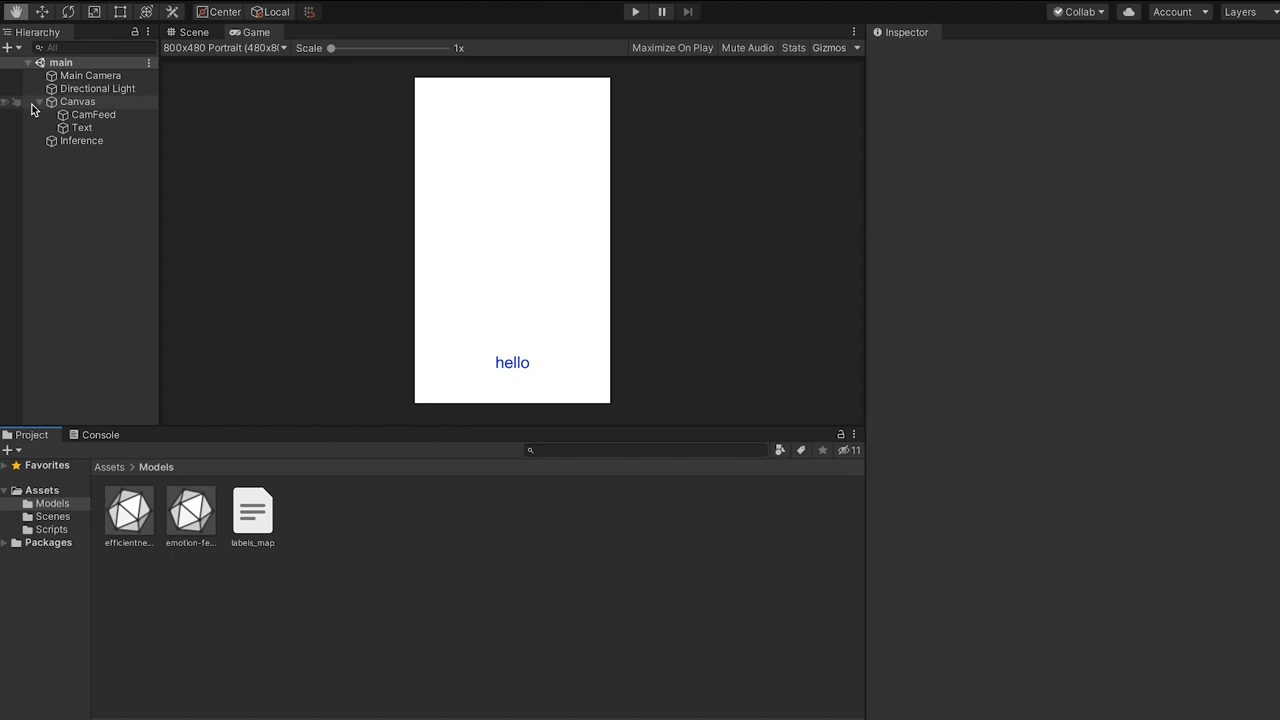 Center Local Collab Account Layers
Hierarchy Scene Game Inspector
All 800x480 Portrait (480x8( Scale 1x Maximize On Play Mute Audio Stats Gizmos
main
Main Camera
Directional Light
Canvas
CamFeed
Text
Inference
hello
Project Console
11
Favorites Assets > Models
Assets
Models
Scenes
Scripts
Packages
efficientne... emotion-fe... labels_map